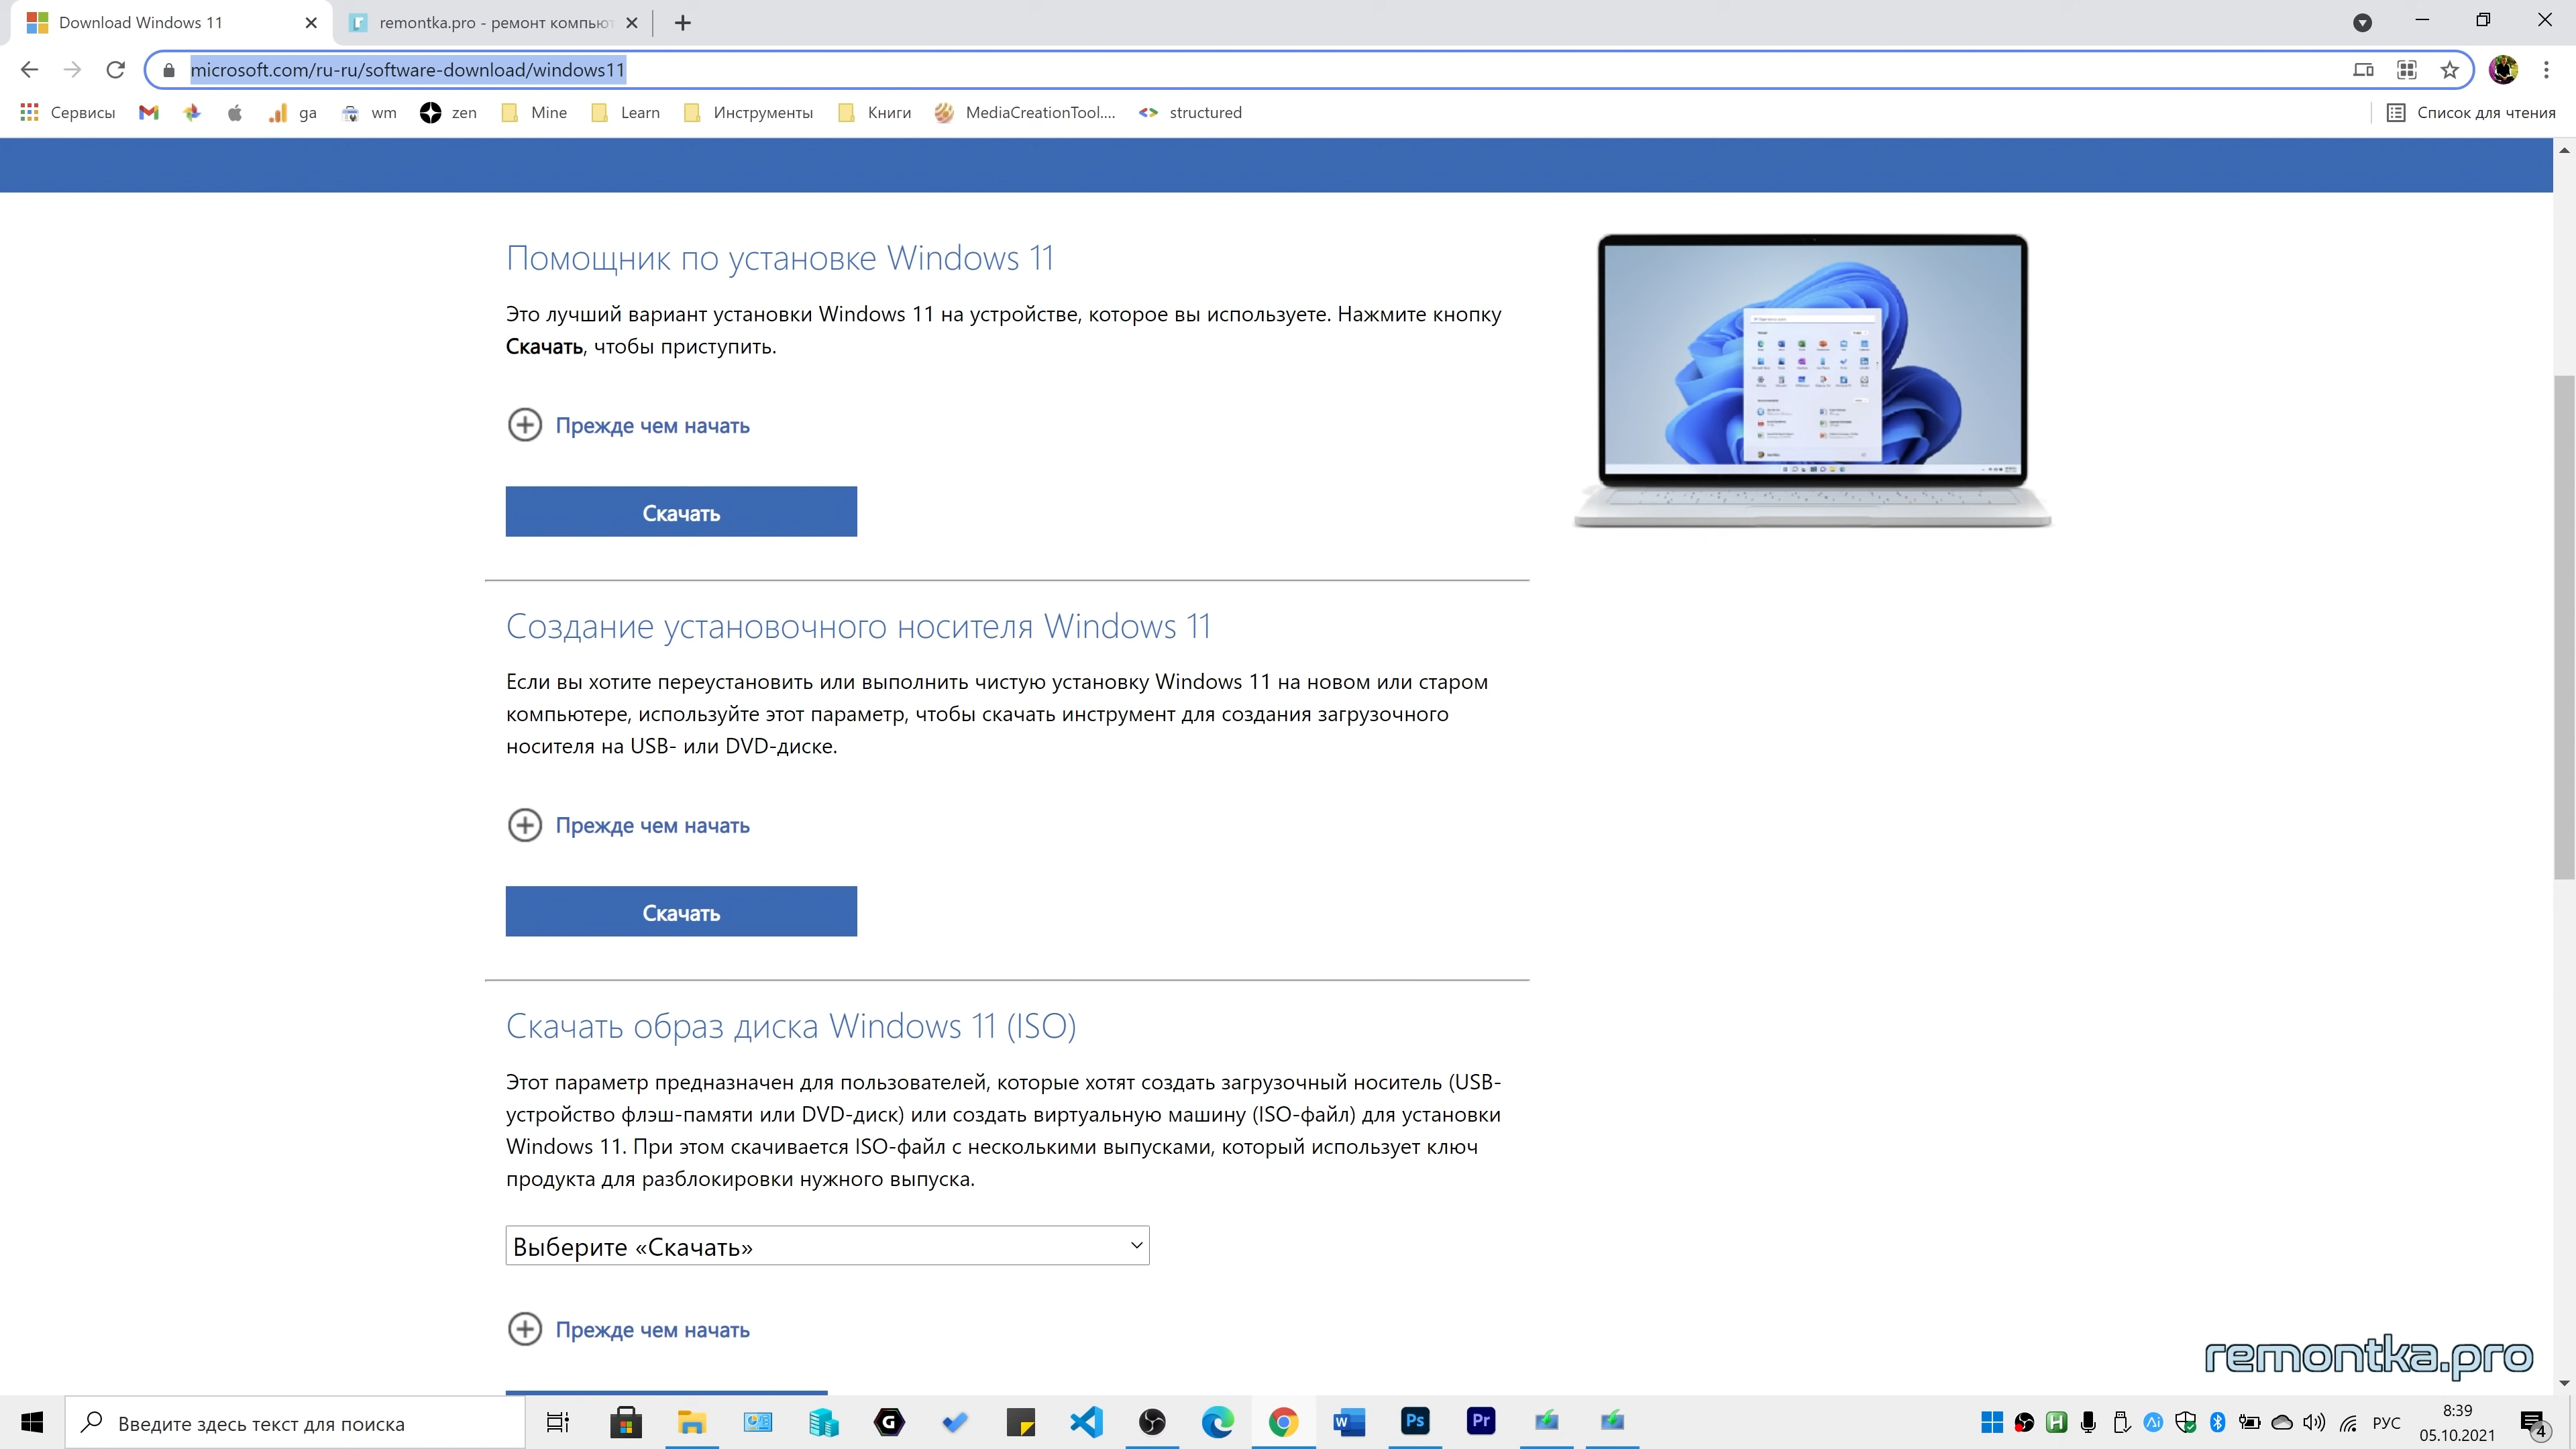 Download Windows 11
remontka.pro - ремонт компьют
microsoft.com/ru-ru/software-download/windows11
Сервисы
ga
wm
zen
Mine
Learn
Инструменты
Книги
MediaCreationTool....
structured
Список для чтения
Помощник по установке Windows 11
Это лучший вариант установки Windows 11 на устройстве, которое вы используете. Нажмите кнопку
Скачать, чтобы приступить.
Прежде чем начать
Скачать
Создание установочного носителя Windows 11
Если вы хотите переустановить или выполнить чистую установку Windows 11 на новом или старом
компьютере, используйте этот параметр, чтобы скачать инструмент для создания загрузочного
носителя на USB- или DVD-диске.
Прежде чем начать
Скачать
Скачать образ диска Windows 11 (ISO)
Этот параметр предназначен для пользователей, которые хотят создать загрузочный носитель (USB-
устройство флэш-памяти или DVD-диск) или создать виртуальную машину (ISO-файл) для установки
Windows 11. При этом скачивается ISO-файл с несколькими выпусками, который использует ключ
продукта для разблокировки нужного выпуска.
Выберите «Скачать»
Прежде чем начать
remontka.pro
Введите здесь текст для поиска
G
W
Ps
Pr
H
РУС
8:39
05.10.2021
4